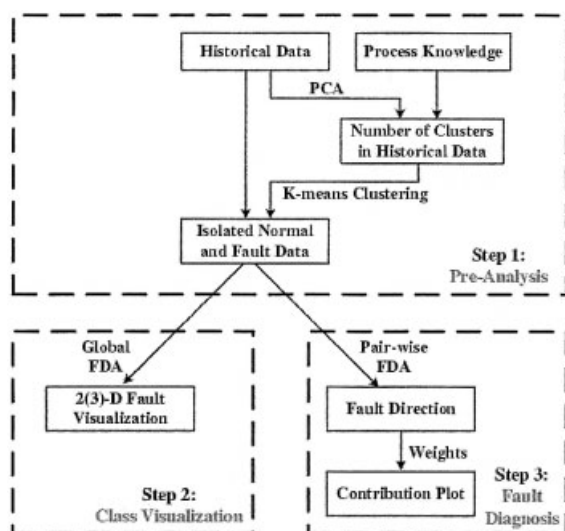 Historical Data
Process Knowledge
PCA
Number of Clusters
in Historical Data
K-means Clustering
Isolated Normal
and Fault Data
Step 1:
Pre-Analysis
Global
FDA
2(3)-D Fault
Visualization
Step 2:
Class Visualization
Pair-wise
FDA
Fault Direction
Weights
Contribution Plot
Step 3:
Fault
Diagnosis